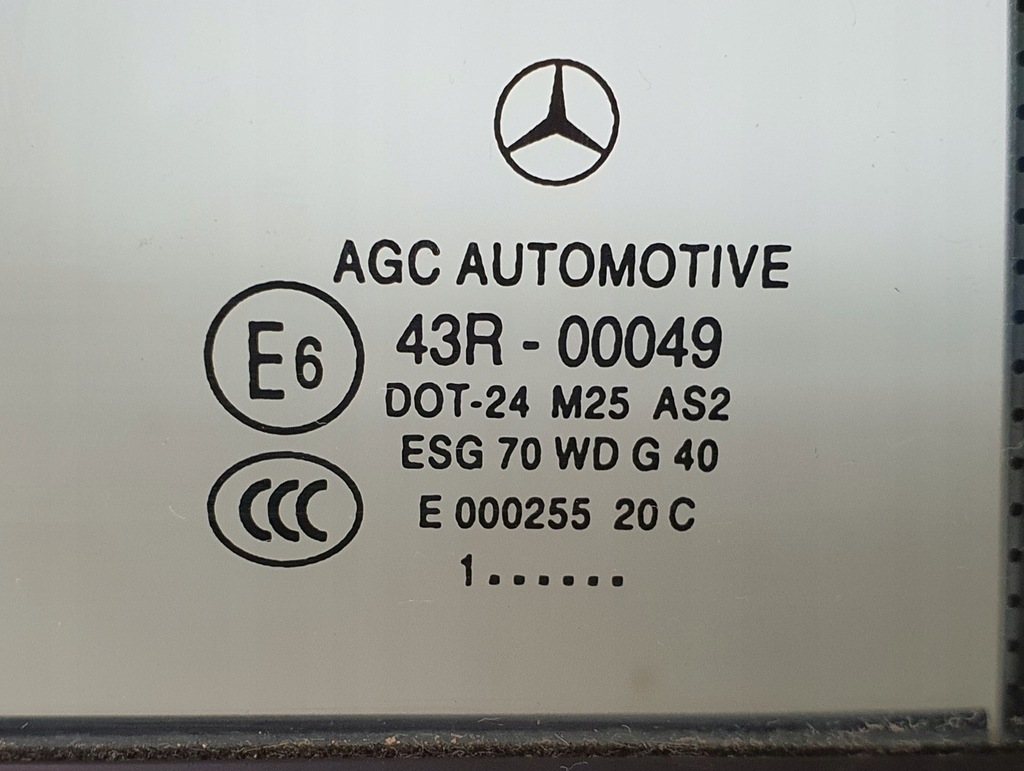 AGC AUTOMOTIVE
E6
43R - 00049
DOT-24 M25 AS2
ESG 70 WD G 40
CCC
E 000255 20 C
1......